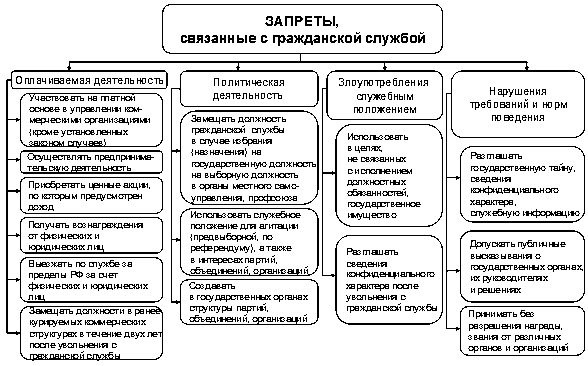 ЗАПРЕТЫ,
связанные с гражданской службой
Оплачиваемая деятельность
Участвовать на платной
основе в управлении ком-
мерческими организациями
(кроме установленных
законом случаев)
Осуществлять предпринима-
тельскую деятельность
Приобретать ценные акции,
по которым предусмотрен
доход
Получать вознаграждения
от физических и
юридических лиц
Выезжать по службе за
пределы РФ за счет
физических и юридических
лиц
Замещать должности в ранее
курируемых коммерческих
структурах в течение двух лет
после увольнения с
гражданской службы
Политическая
деятельность
Замещать должность
гражданской службы
в случае избрания
(назначения) на
государственную должность
на выборную должность
в органы местного само-
управления, профсоюза
Использовать служебное
положение для агитации
(предвыборной, по
референдуму), а также
в интересах партий,
объединений, организаций
Создавать
в государственных органах
структуры партий,
объединений, организаций
Злоупотребления
служебным
положением
Использовать
в целях,
не связанных
с исполнением
должностных
обязанностей,
государственное
имущество
Разглашать
сведения
конфиденциального
характера после
увольнения с
гражданской службы
Нарушения
требований и норм
поведения
Разглашать
государственную тайну,
сведения
конфиденциального
характера,
служебную информацию
Допускать публичные
высказывания о
государственных органах,
их руководителях
и решениях
Принимать без
разрешения награды,
звания от различных
органов и организаций